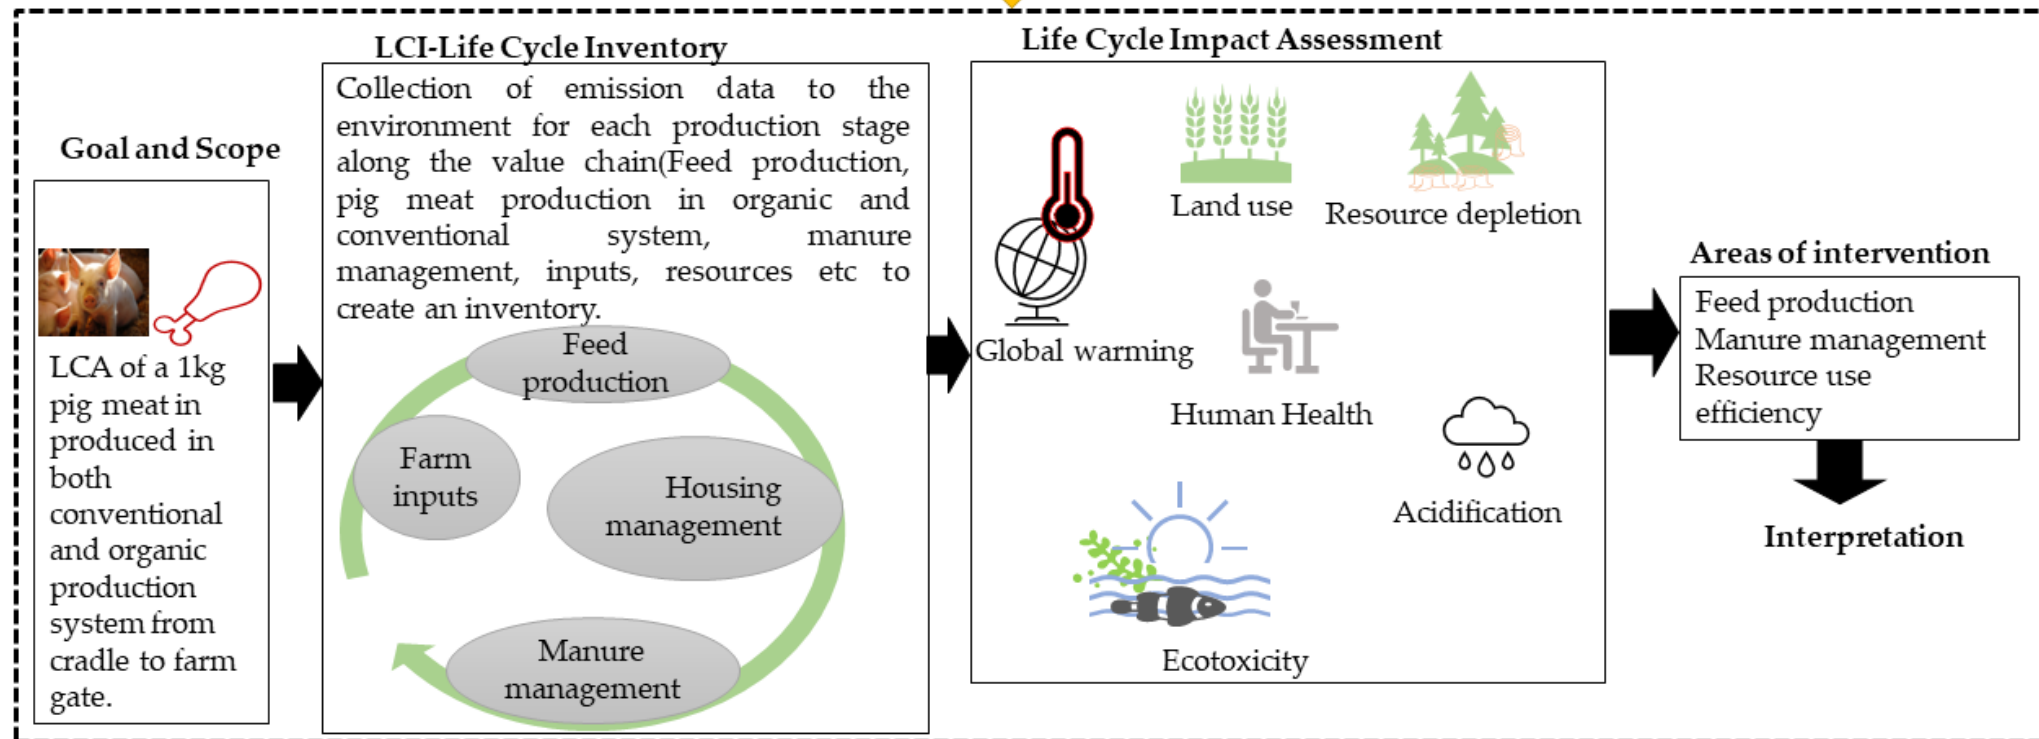 Goal and Scope
LCA of a 1kg
pig meat in
produced in
both
conventional
and organic
production
system from
cradle to farm
gate.
LCI-Life Cycle Inventory
Collection of emission data to the
environment for each production stage
along the value chain(Feed production,
pig meat production in organic and
conventional system, manure
management, inputs, resources etc to
create an inventory.
Feed
production
Farm
inputs
Housing
management
Manure
management
Life Cycle Impact Assessment
Land use
Resource depletion
Global warming
Human Health
Acidification
Ecotoxicity
Areas of intervention
Feed production
Manure management
Resource use
efficiency
Interpretation